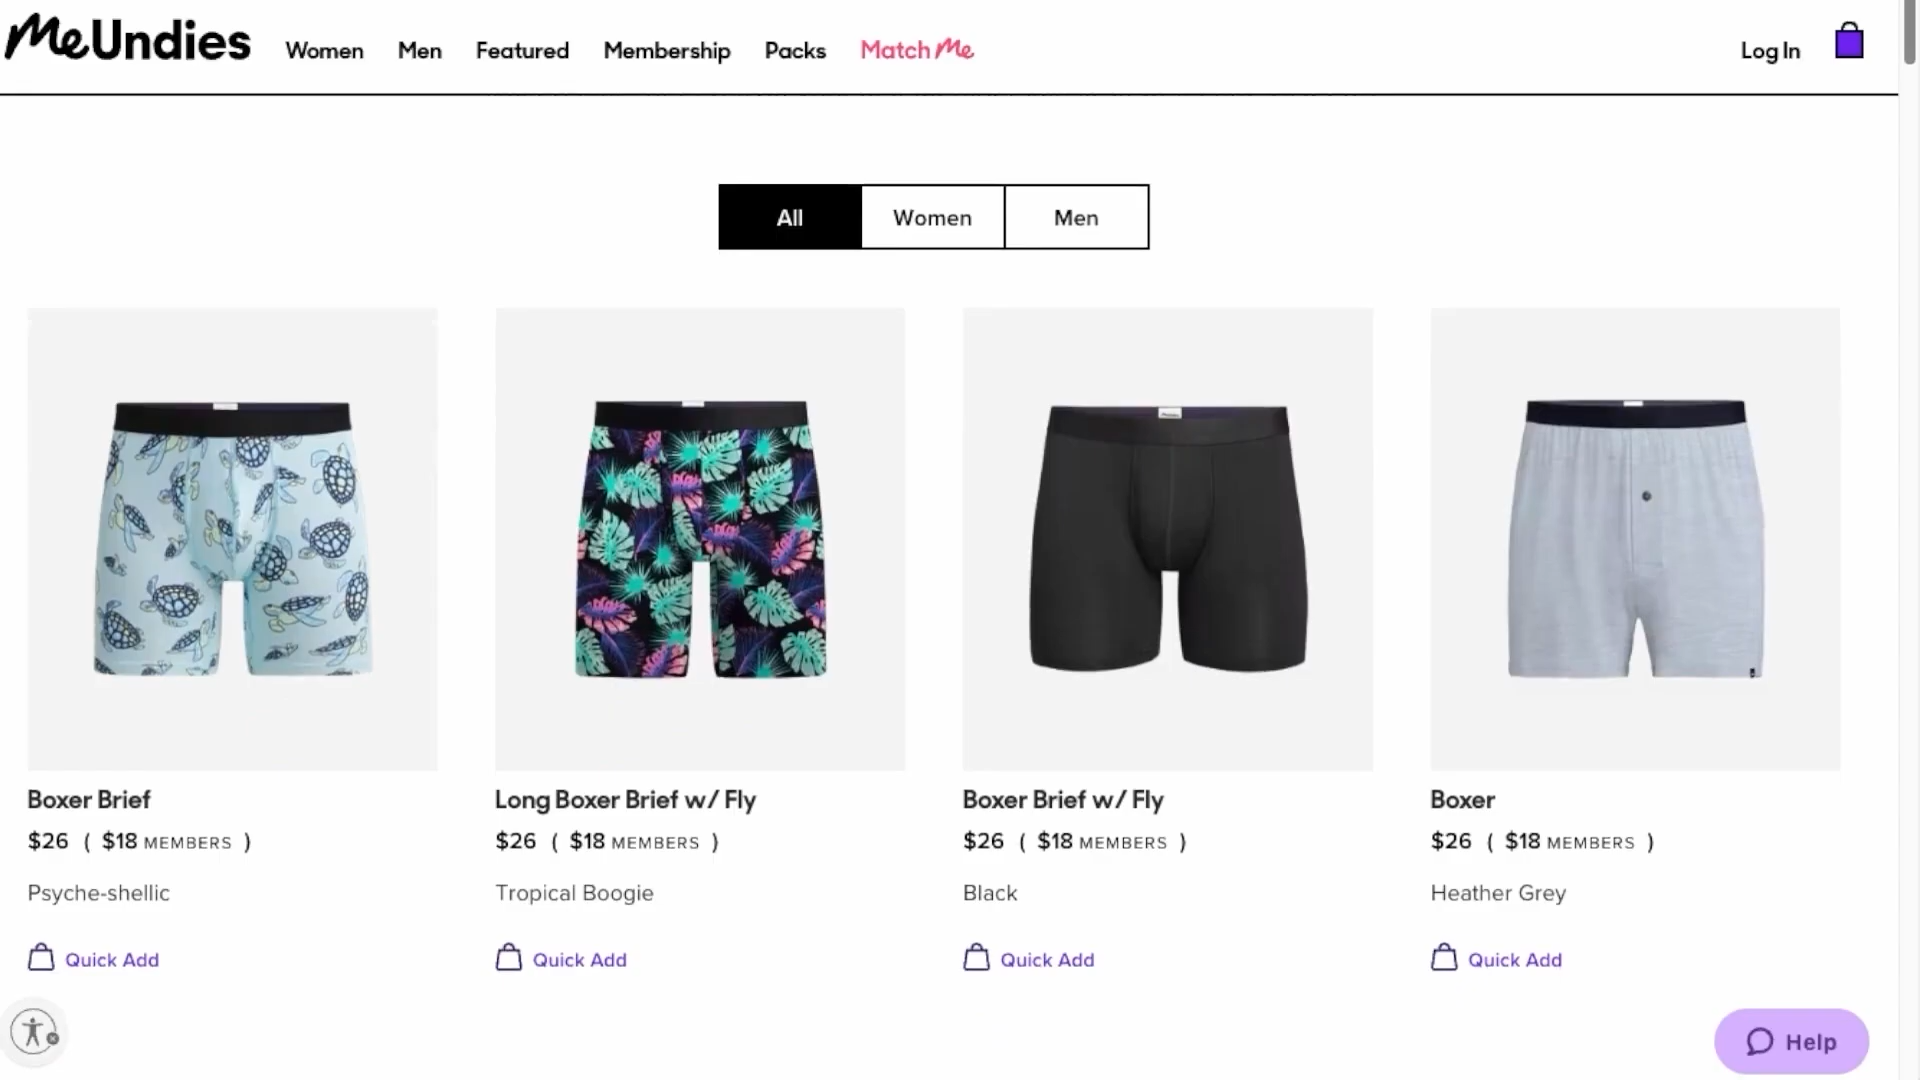 MeUndies Women Men Featured Membership Packs Match Me Log In
All Women Men
Boxer Brief
$26 ( $18 MEMBERS )
Psyche-shellic
Quick Add
Long Boxer Brief w/ Fly
$26 ( $18 MEMBERS )
Tropical Boogie
Quick Add
Boxer Brief w/ Fly
$26 ( $18 MEMBERS )
Black
Quick Add
Boxer
$26 ( $18 MEMBERS )
Heather Grey
Quick Add
Help